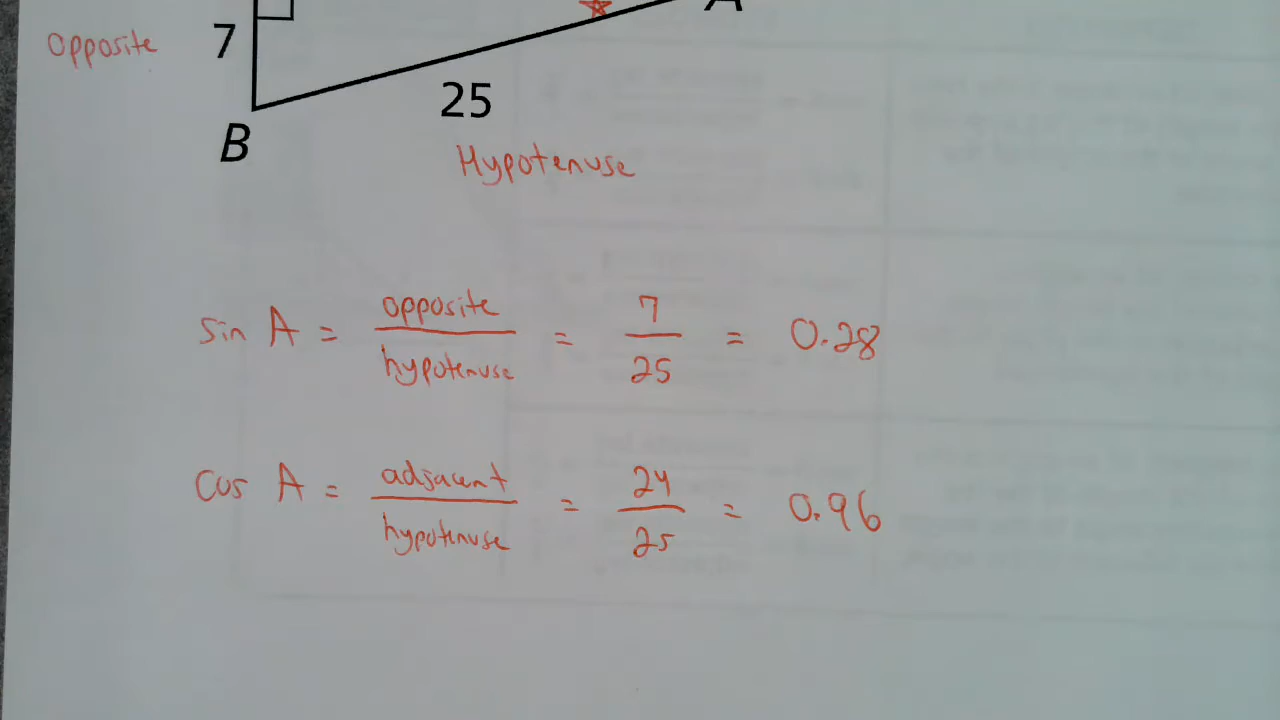 A
Opposite 7
25
B
Hypotenuse
sin A = opposite / hypotenuse = 7 / 25 = 0.28
cos A = adjacent / hypotenuse = 24 / 25 = 0.96